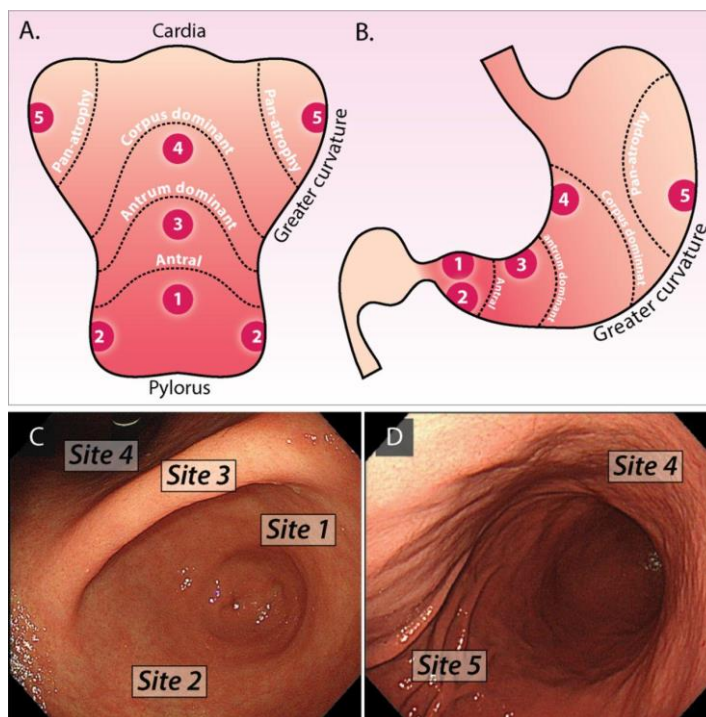 A.
Cardia
5
Pan-atrophy
Corpus dominant
4
Pan-atrophy
5
Antrum dominant
3
Antral
1
2
2
Greater curvature
Pylorus
B.
Pan-atrophy
5
4
Corpus dominnat
1
3
2
Antral
antrum dominant
Greater curvature
C
Site 4
Site 3
Site 1
Site 2
D
Site 4
Site 5